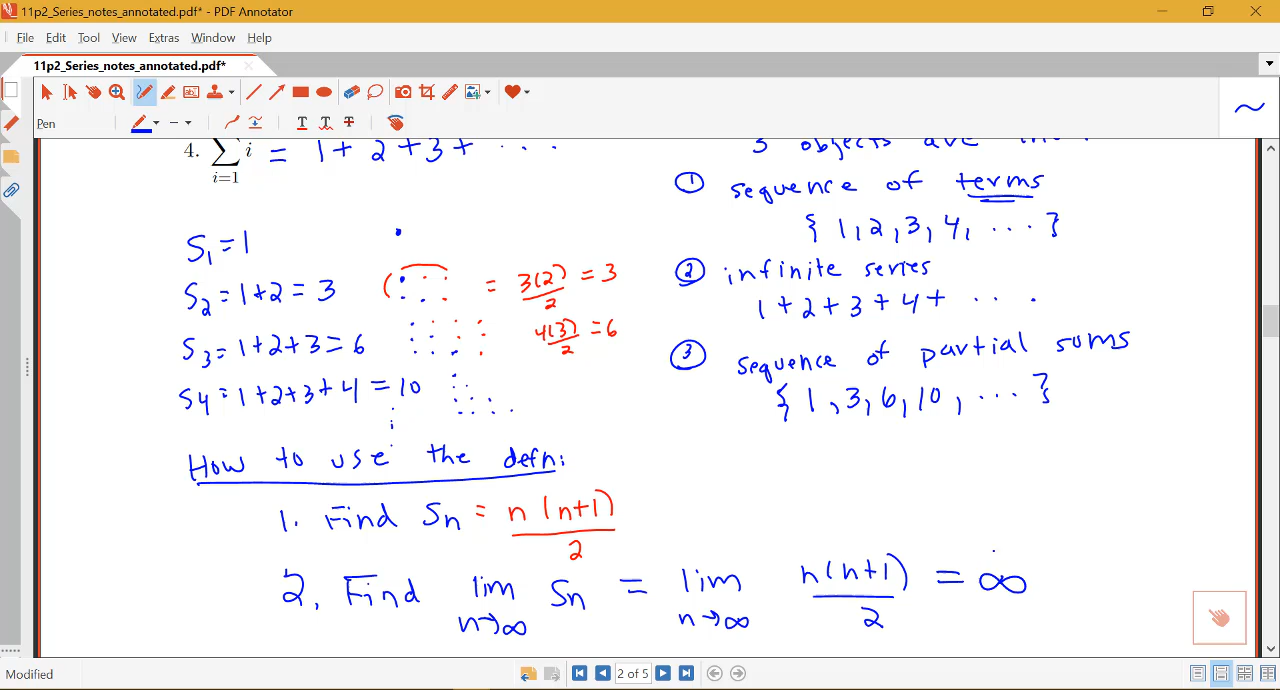 11p2_Series_notes_annotated.pdf* - PDF Annotator
File Edit Tool View Extras Window Help
11p2_Series_notes_annotated.pdf*
Pen
4. ∑ i = 1 + 2 + 3 + . . .
i=1
3 objects are
① sequence of terms
{ 1, 2, 3, 4, . . . }
② infinite series
1 + 2 + 3 + 4 + . . .
③ sequence of partial sums
{ 1, 3, 6, 10, . . . }
S₁ = 1
S₂ = 1+2 = 3 = 3(2)/2 = 3
S₃ = 1+2+3 = 6 4(3)/2 = 6
S4 = 1+2+3+4 = 10
How to use the defn:
1. Find Sn = n(n+1)/2
2. Find lim n→∞ Sn = lim n→∞ n(n+1)/2 = ∞
Modified 2 of 5